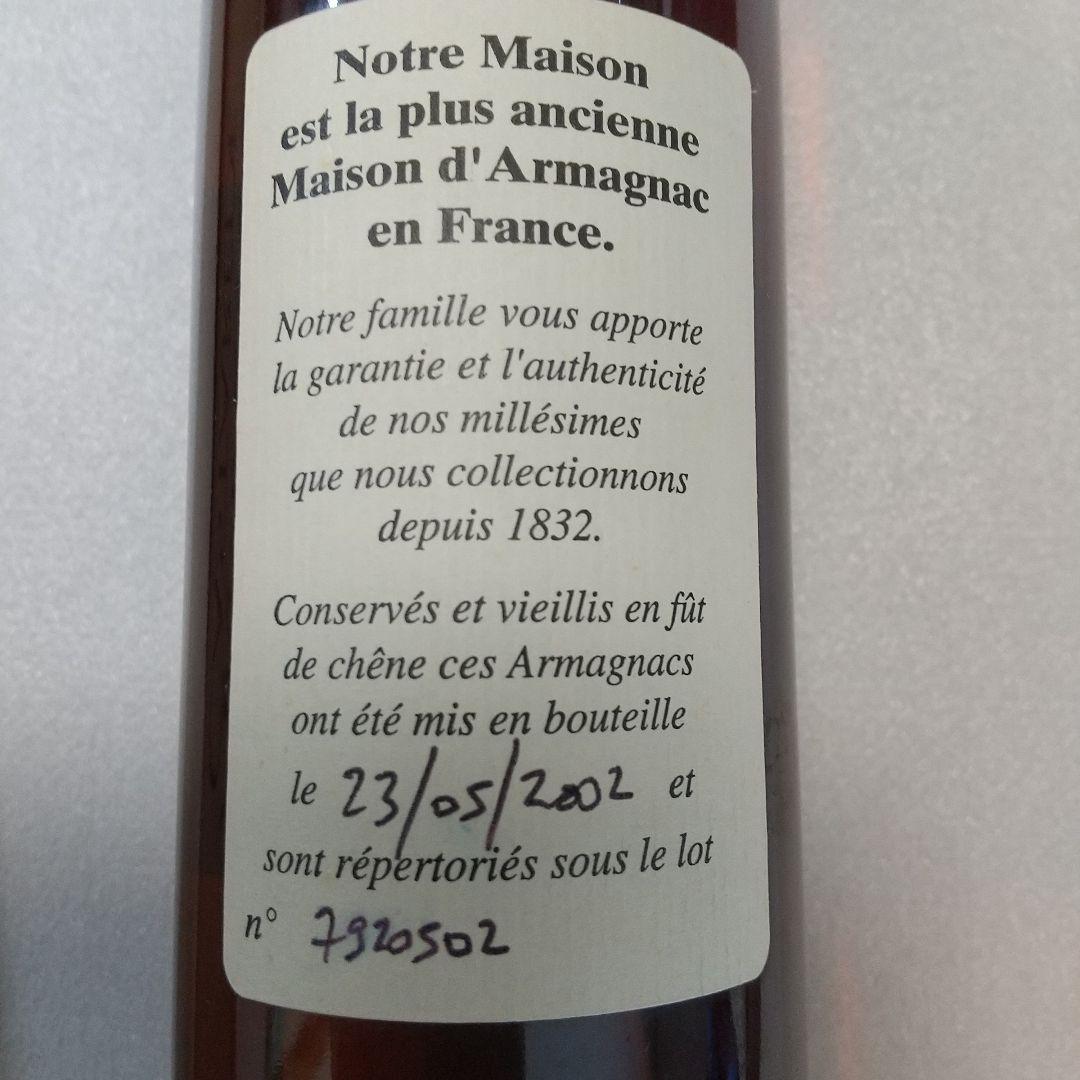 Notre Maison
est la plus ancienne
Maison d'Armagnac
en France.
Notre famille vous apporte
la garantie et l'authenticité
de nos millésimes
que nous collectionnons
depuis 1832.
Conservés et vieillis en fût
de chêne ces Armagnacs
ont été mis en bouteille
le 23/05/2002 et
sont répertoriés sous le lot
n° 7920502